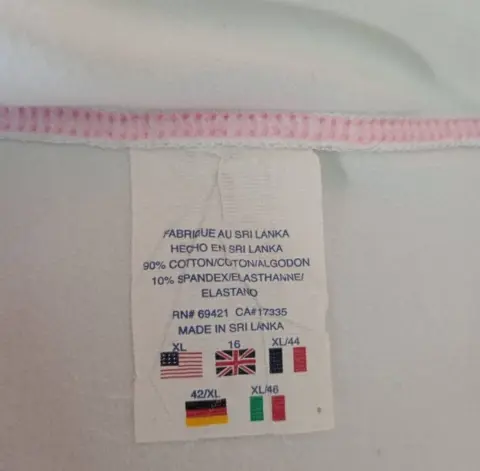 FABRIQUE AU SRI LANKA
HECHO EN SRI LANKA
90% COTTON/COTON/ALGODON
10% SPANDEX/ELASTHANNE/
ELASTANO
RN# 69421 CA#17335
MADE IN SRI LANKA
XL 16 XL/44
42/XL XL/46